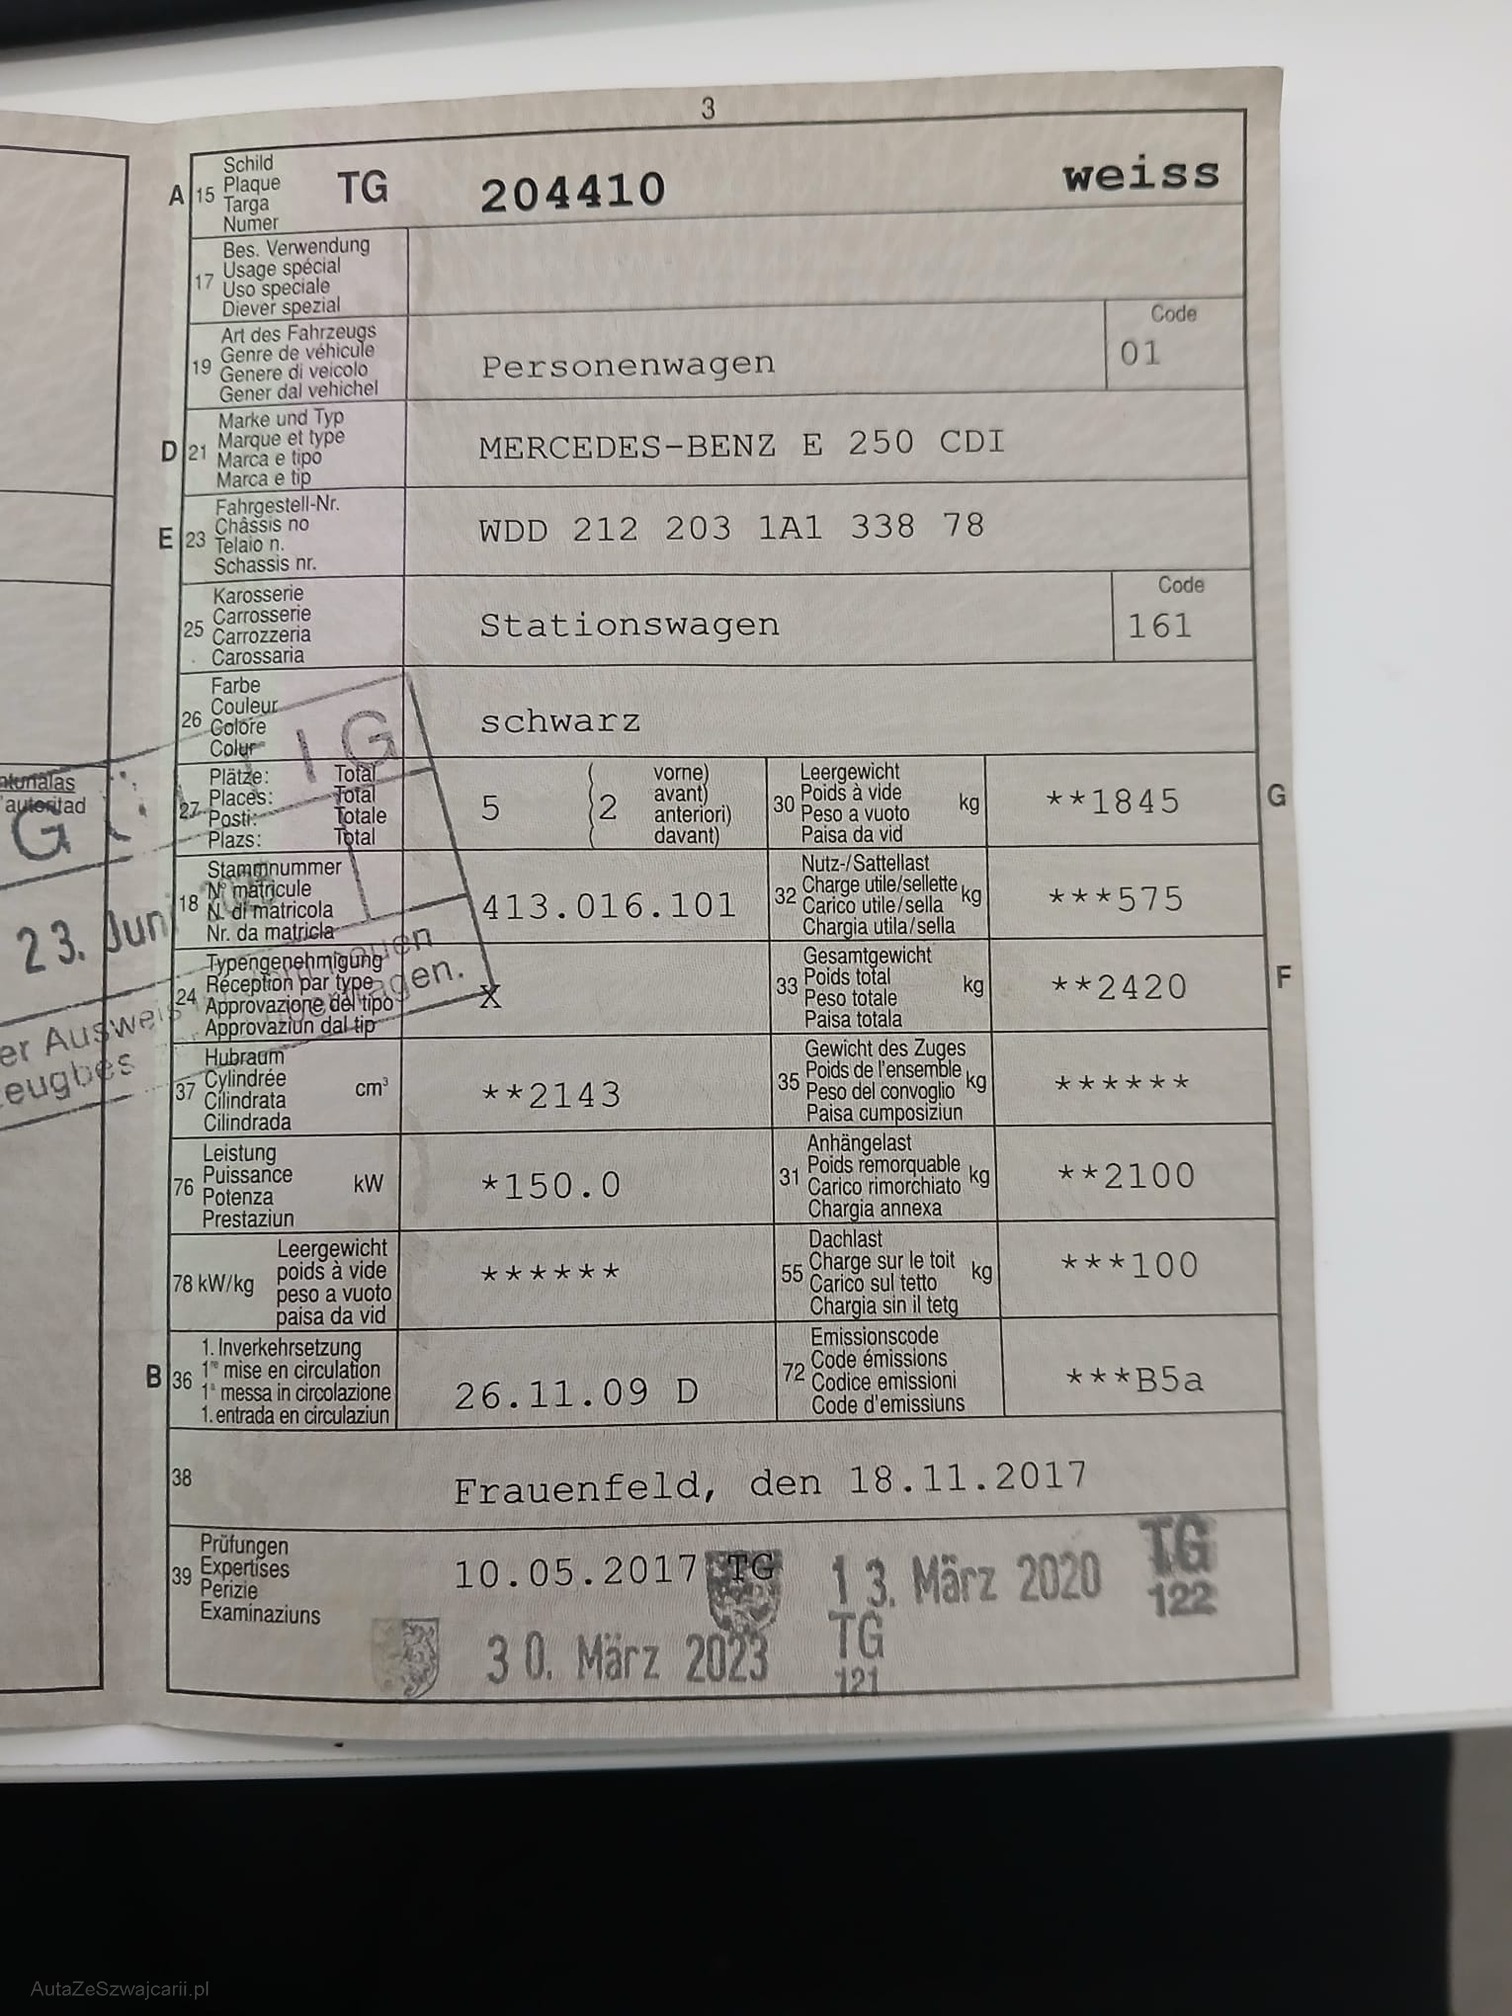 3
A 15 Schild
Plaque
Targa
Numer
TG 204410 weiss
17 Bes. Verwendung
Usage spécial
Uso speciale
Diever spezial
19 Art des Fahrzeugs
Genre de véhicule
Genere di veicolo
Gener dal vehichel
Personenwagen
Code
01
D 21 Marke und Typ
Marque et type
Marca e tipo
Marca e tip
MERCEDES-BENZ E 250 CDI
E 23 Fahrgestell-Nr.
Châssis no
Telaio n.
Schassis nr.
WDD 212 203 1A1 338 78
25 Karosserie
Carrosserie
Carrozzeria
Carossaria
Stationswagen
Code
161
26 Farbe
Couleur
Colore
Colur
schwarz
27 Plätze: Total
Places: Total
Posti: Totale
Plazs: Total
5 2 vorne)
avant)
anteriori)
davant)
30 Leergewicht
Poids à vide
Peso a vuoto
Paisa da vid
kg **1845 G
18 Stammnummer
N° matricule
N. di matricola
Nr. da matricla
413.016.101
32 Nutz-/Sattellast
Charge utile/sellette
Carico utile/sella
Chargia utila/sella
kg ***575
24 Typengenehmigung
Réception par type
Approvazione del tipo
Approvaziun dal tip
X
33 Gesamtgewicht
Poids total
Peso totale
Paisa totala
kg **2420 F
37 Hubraum
Cylindrée
Cilindrata
Cilindrada
cm³ **2143
35 Gewicht des Zuges
Poids de l'ensemble
Peso del convoglio
Paisa cumposiziun
kg ******
76 Leistung
Puissance
Potenza
Prestaziun
kW *150.0
31 Anhängelast
Poids remorquable
Carico rimorchiato
Chargia annexa
kg **2100
78 kW/kg Leergewicht
poids à vide
peso a vuoto
paisa da vid
******
55 Dachlast
Charge sur le toit
Carico sul tetto
Chargia sin il tetg
kg ***100
B 36 1. Inverkehrsetzung
1re mise en circulation
1a messa in circolazione
1. entrada en circulaziun
26.11.09 D
72 Emissionscode
Code émissions
Codice emissioni
Code d'emissiuns
***B5a
38 Frauenfeld, den 18.11.2017
39 Prüfungen
Expertises
Perizie
Examinaziuns
10.05.2017 TG 13. März 2020 TG
122
30. März 2023 TG
121
autoritad
G
23. Juni
er Ausweis
eugbes
AutaZeSzwajcarii.pl